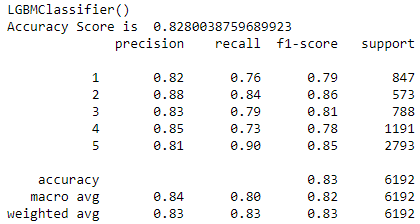 LGBMClassifier()
Accuracy Score is  0.8280038759689923
              precision    recall  f1-score   support

           1       0.82      0.76      0.79       847
           2       0.88      0.84      0.86       573
           3       0.83      0.79      0.81       788
           4       0.85      0.73      0.78      1191
           5       0.81      0.90      0.85      2793

    accuracy                           0.83      6192
   macro avg       0.84      0.80      0.82      6192
weighted avg       0.83      0.83      0.83      6192